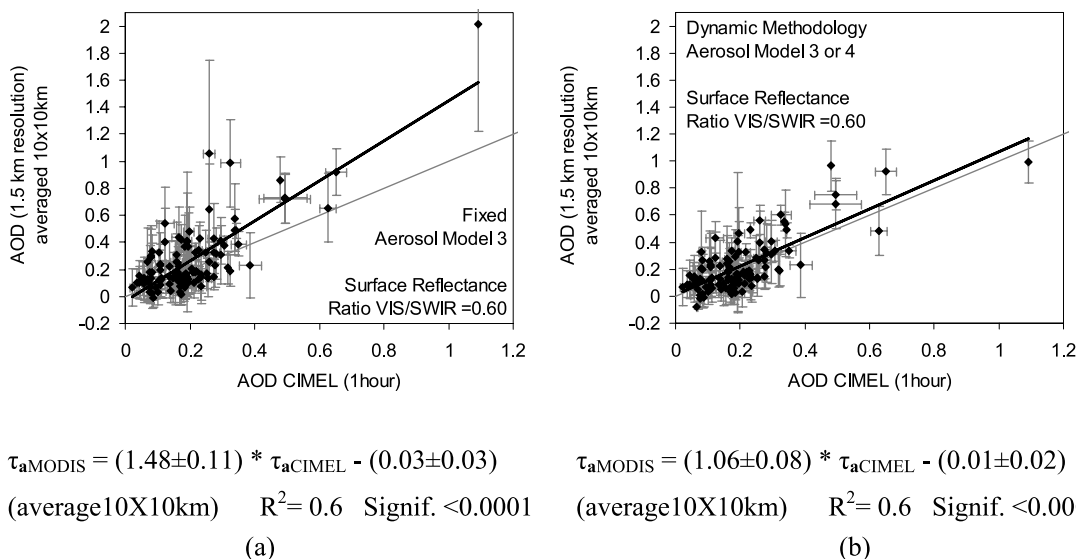 2
1.8
1.6
1.4
1.2
1
0.8
0.6
0.4
0.2
0
-0.2
AOD (1.5 km resolution)
averaged 10x10km
Fixed
Aerosol Model 3
Surface Reflectance
Ratio VIS/SWIR =0.60
0 0.2 0.4 0.6 0.8 1 1.2
AOD CIMEL (1hour)
τaMODIS = (1.48±0.11) * τaCIMEL - (0.03±0.03)
(average10X10km) R2= 0.6 Signif. <0.0001
(a)
2
1.8
1.6
1.4
1.2
1
0.8
0.6
0.4
0.2
0
-0.2
AOD (1.5 km resolution)
averaged 10x10km
Dynamic Methodology
Aerosol Model 3 or 4
Surface Reflectance
Ratio VIS/SWIR =0.60
0 0.2 0.4 0.6 0.8 1 1.2
AOD CIMEL (1hour)
τaMODIS = (1.06±0.08) * τaCIMEL - (0.01±0.02)
(average10X10km) R2= 0.6 Signif. <0.00
(b)